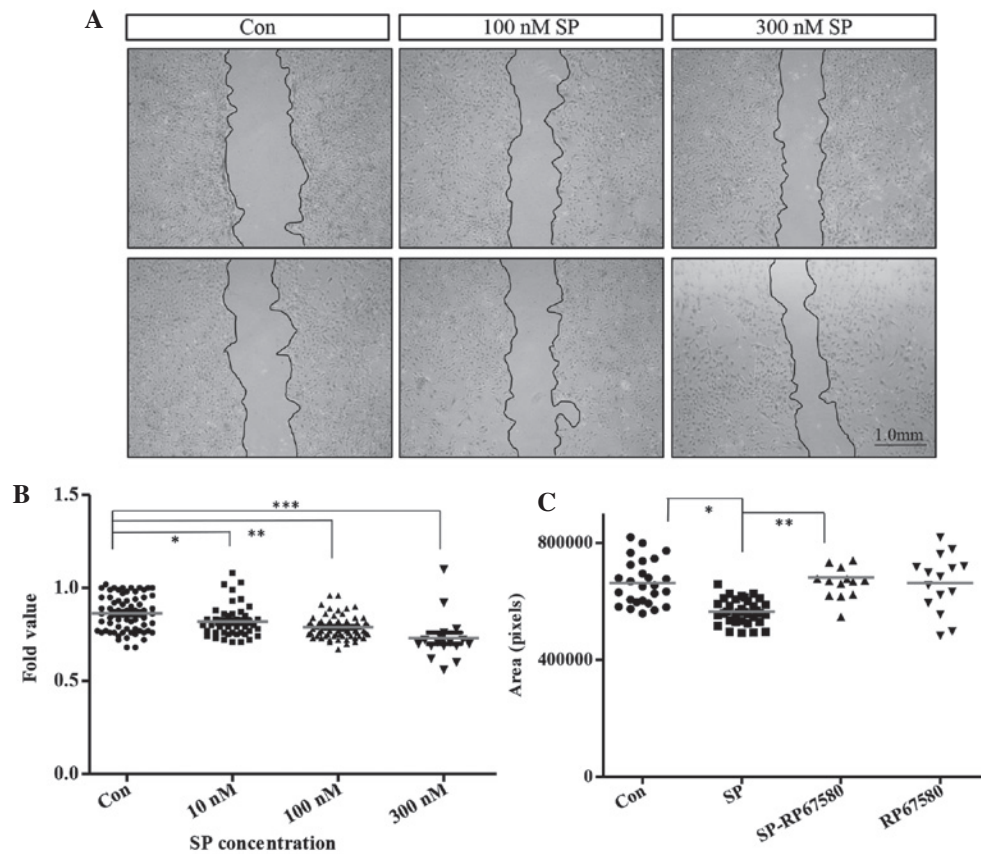 A
Con
100 nM SP
300 nM SP
1.0mm
B
1.5
1.0
0.5
0.0
Fold value
*
**
***
Con
10 nM
100 nM
300 nM
SP concentration
C
800000
400000
0
Area (pixels)
*
**
Con
SP
SP-RP67580
RP67580